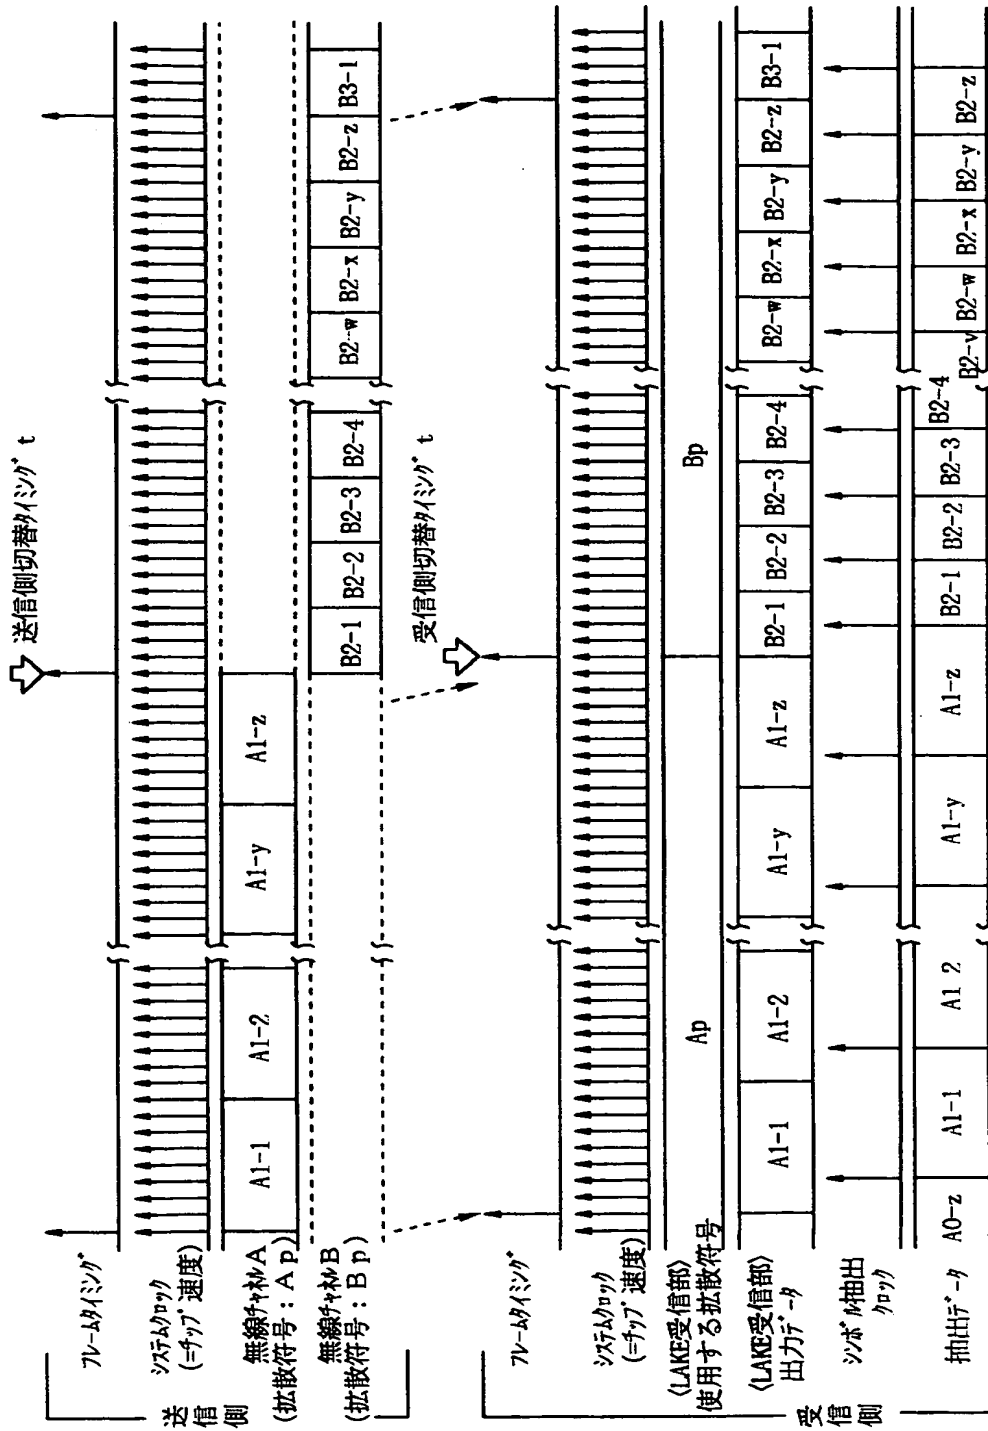 送信側切替ﾀｲﾐﾝｸﾞ t
送信側
ﾌﾚｰﾑﾀｲﾐﾝｸﾞ
ｼｽﾃﾑｸﾛｯｸ
(=ﾁｯﾌﾟ速度)
無線ﾁｬﾈﾙA
(拡散符号：Ap)
A1-1 A1-2 A1-y A1-z
無線ﾁｬﾈﾙB
(拡散符号：Bp)
B2-1 B2-2 B2-3 B2-4 B2-w B2-x B2-y B2-z B3-1
受信側切替ﾀｲﾐﾝｸﾞ t
受信側
ﾌﾚｰﾑﾀｲﾐﾝｸﾞ
ｼｽﾃﾑｸﾛｯｸ
(=ﾁｯﾌﾟ速度)
〈LAKE受信部〉
使用する拡散符号
Ap Bp
〈LAKE受信部〉
出力ﾃﾞｰﾀ
A1-1 A1-2 A1-y A1-z B2-1 B2-2 B2-3 B2-4 B2-w B2-x B2-y B2-z B3-1
ｼﾝﾎﾞﾙ抽出
ｸﾛｯｸ
抽出ﾃﾞｰﾀ
A0-z A1-1 A1 2 A1-y A1-z B2-1 B2-2 B2-3 B2-4 B2-v B2-w B2-x B2-y B2-z